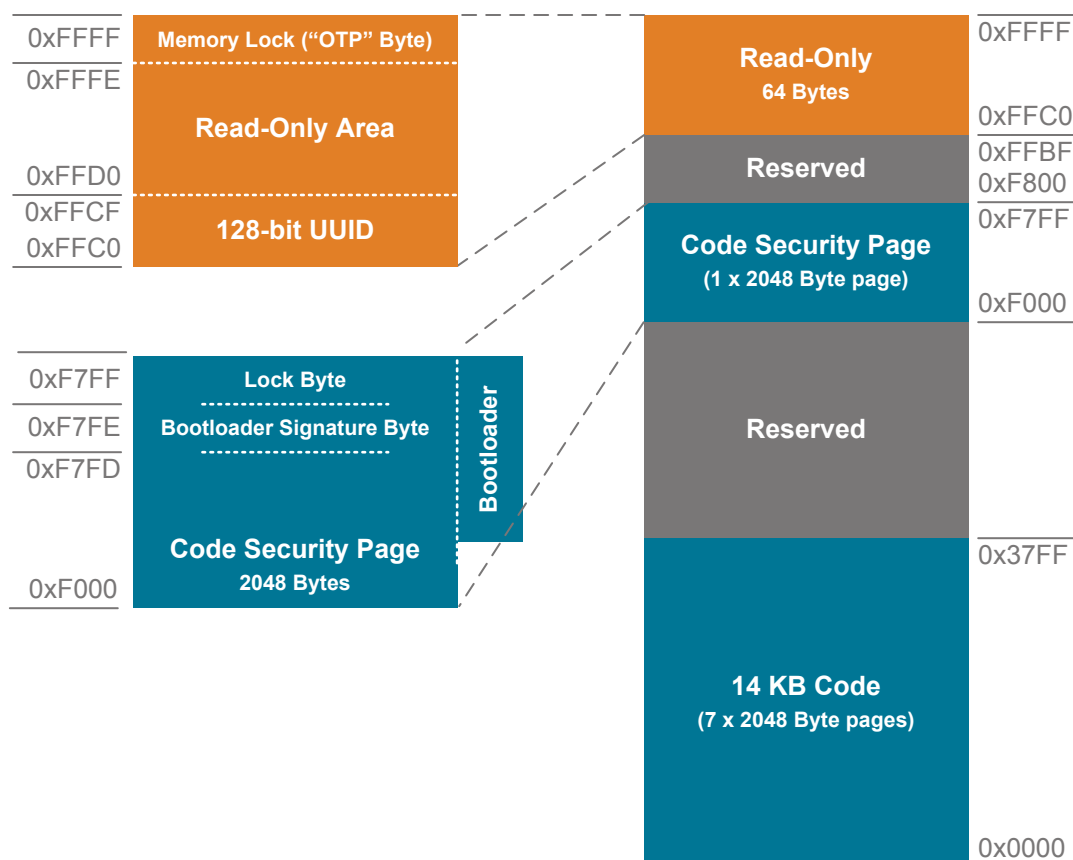 0xFFFF
Memory Lock (“OTP” Byte)
0xFFFE
Read-Only Area
0xFFD0
0xFFCF
128-bit UUID
0xFFC0
0xF7FF
Lock Byte
0xF7FE
Bootloader Signature Byte
0xF7FD
Bootloader
Code Security Page
2048 Bytes
0xF000
0xFFFF
Read-Only
64 Bytes
0xFFC0
0xFFBF
Reserved
0xF800
0xF7FF
Code Security Page
(1 x 2048 Byte page)
0xF000
Reserved
0x37FF
14 KB Code
(7 x 2048 Byte pages)
0x0000